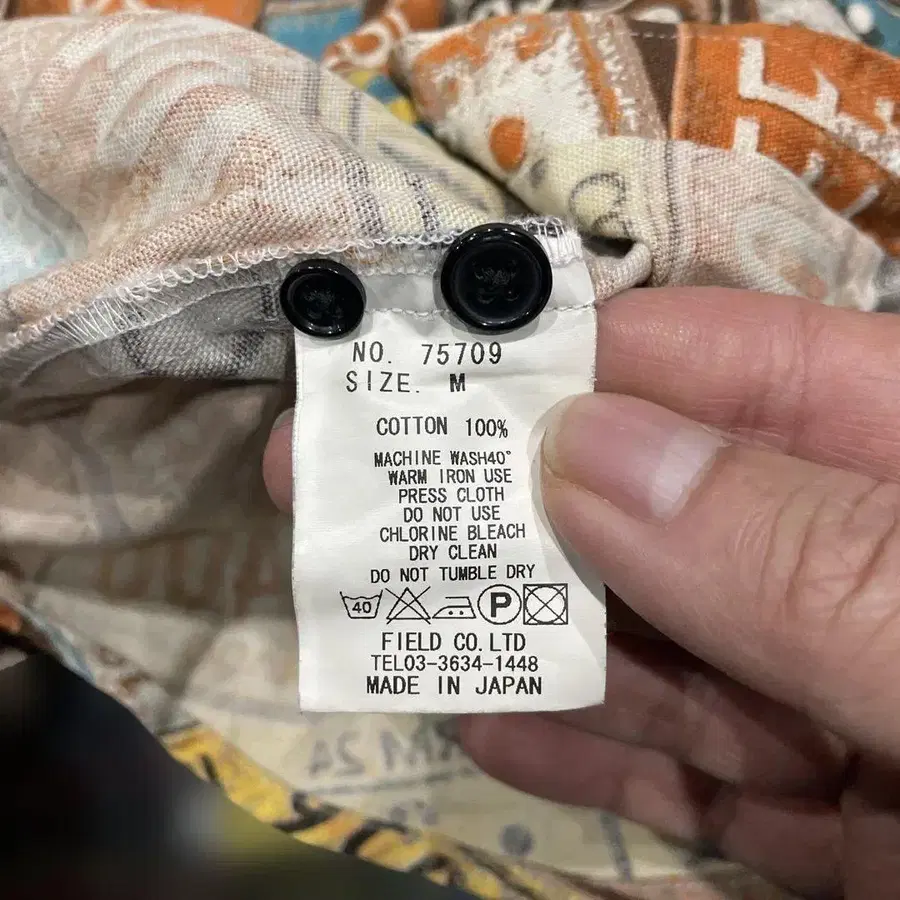 NO. 75709
SIZE. M
COTTON 100%
MACHINE WASH40°
WARM IRON USE
PRESS CLOTH
DO NOT USE
CHLORINE BLEACH
DRY CLEAN
DO NOT TUMBLE DRY
40 P
FIELD CO.LTD
TEL03-3634-1448
MADE IN JAPAN